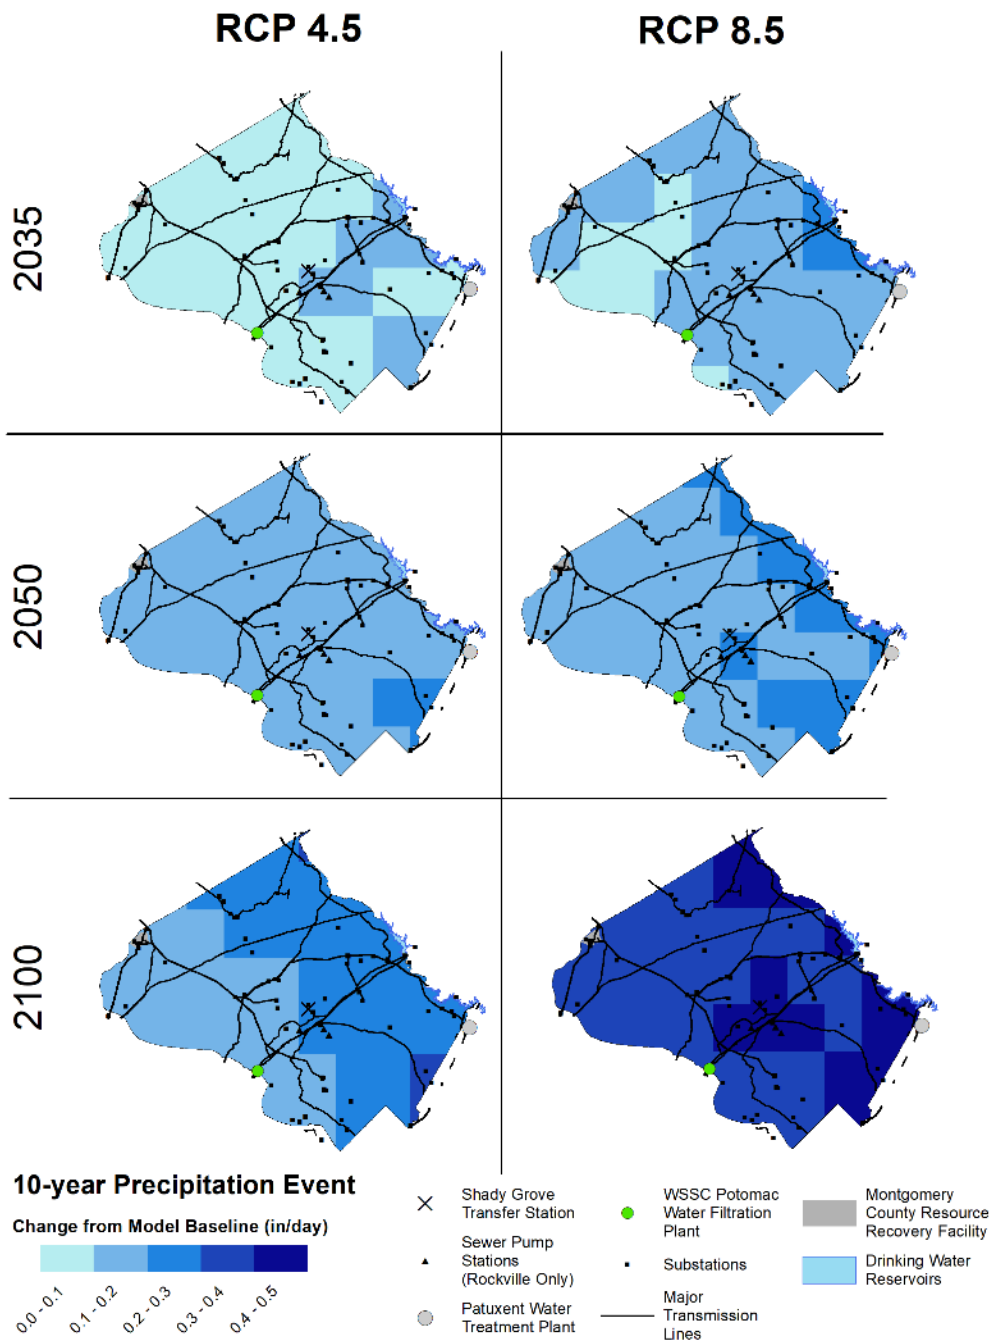 RCP 4.5
RCP 8.5
2035
2050
2100
10-year Precipitation Event
Change from Model Baseline (in/day)
0.0 - 0.1
0.1 - 0.2
0.2 - 0.3
0.3 - 0.4
0.4 - 0.5
Shady Grove
Transfer Station
Sewer Pump
Stations
(Rockville Only)
Patuxent Water
Treatment Plant
WSSC Potomac
Water Filtration
Plant
Substations
Major
Transmission
Lines
Montgomery
County Resource
Recovery Facility
Drinking Water
Reservoirs